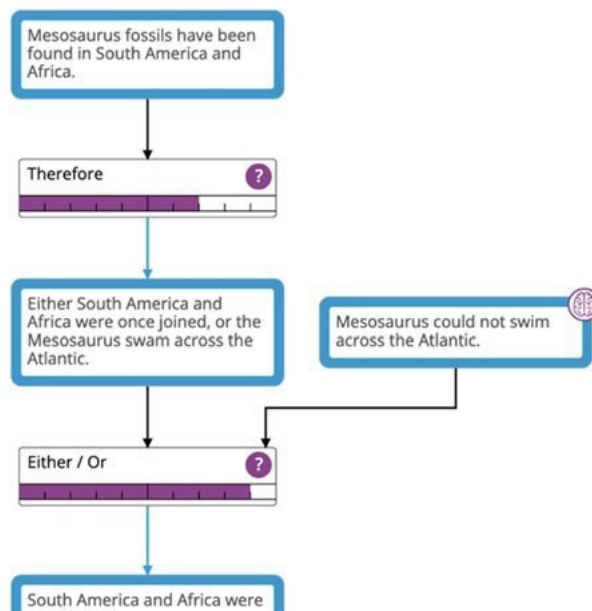 Mesosaurus fossils have been
found in South America and
Africa.
Therefore
?
Either South America and
Africa were once joined, or the
Mesosaurus swam across the
Atlantic.
Mesosaurus could not swim
across the Atlantic.
Either / Or
?
South America and Africa were